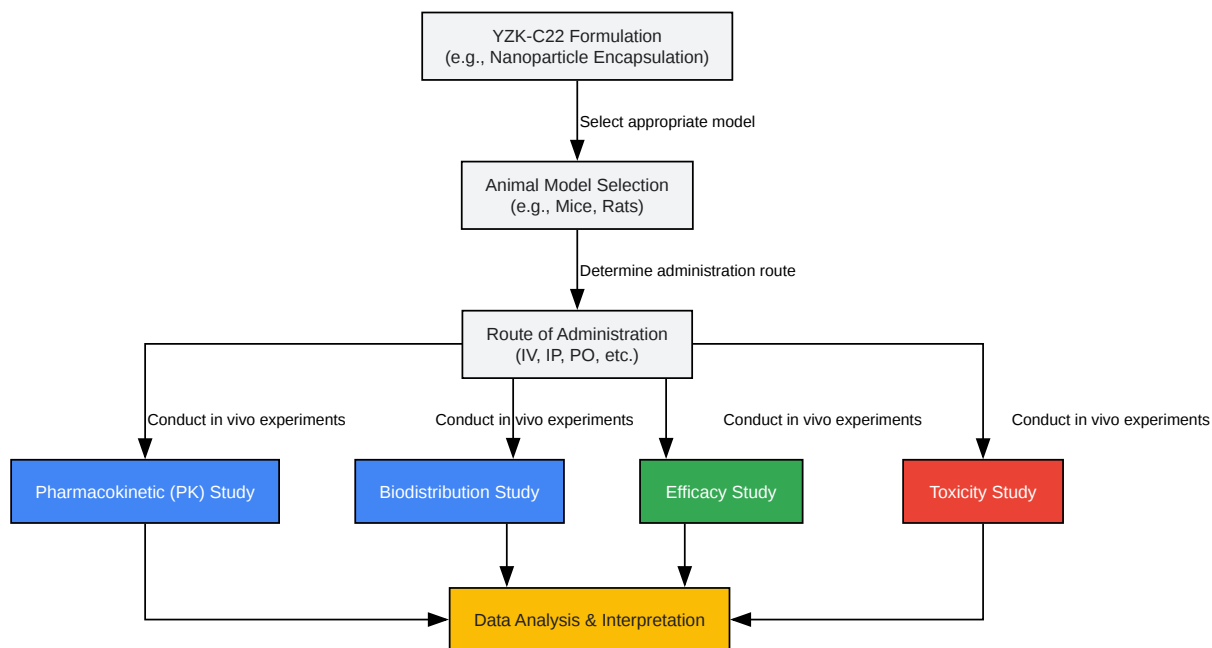 YZK-C22 Formulation
(e.g., Nanoparticle Encapsulation)
Select appropriate model
Animal Model Selection
(e.g., Mice, Rats)
Determine administration route
Route of Administration
(IV, IP, PO, etc.)
Conduct in vivo experiments
Conduct in vivo experiments
Conduct in vivo experiments
Conduct in vivo experiments
Pharmacokinetic (PK) Study
Biodistribution Study
Efficacy Study
Toxicity Study
Data Analysis & Interpretation